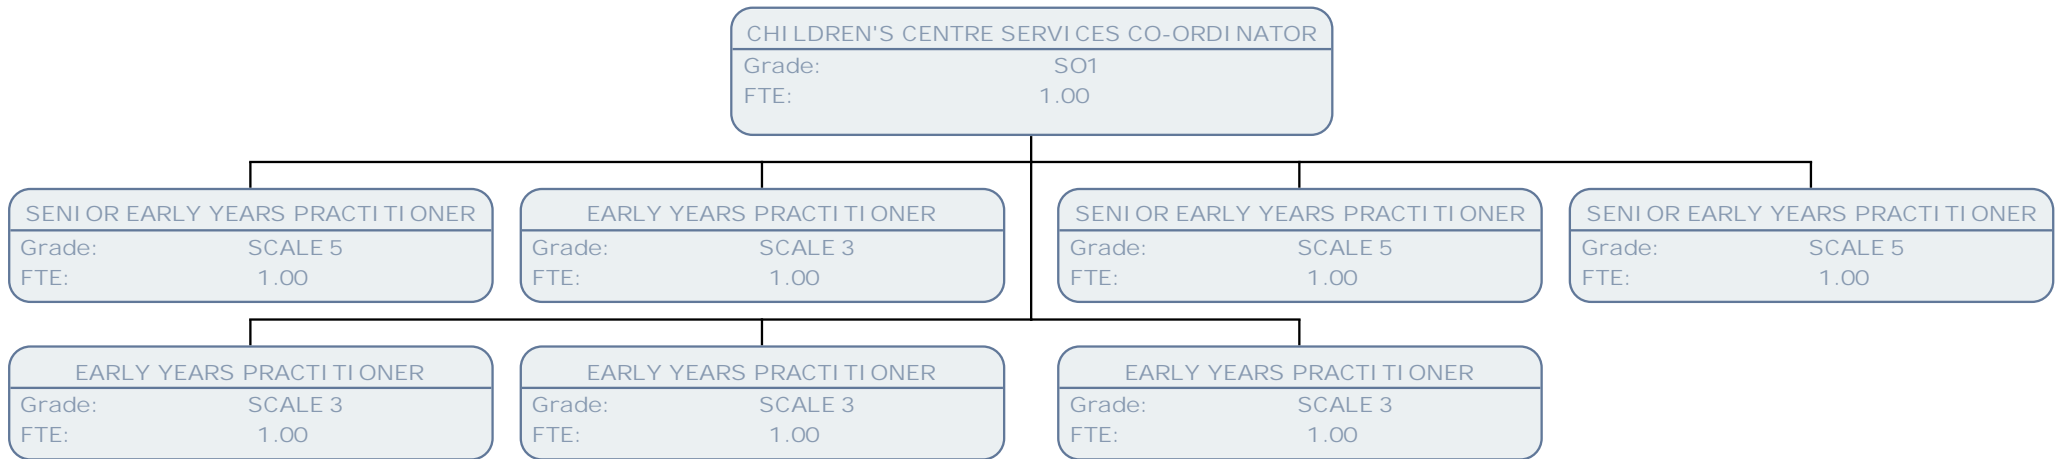 CHILDREN'S CENTRE SERVICES CO-ORDINATOR
Grade: SO1
FTE: 1.00
SENIOR EARLY YEARS PRACTITIONER
Grade: SCALE 5
FTE: 1.00
EARLY YEARS PRACTITIONER
Grade: SCALE 3
FTE: 1.00
SENIOR EARLY YEARS PRACTITIONER
Grade: SCALE 5
FTE: 1.00
SENIOR EARLY YEARS PRACTITIONER
Grade: SCALE 5
FTE: 1.00
EARLY YEARS PRACTITIONER
Grade: SCALE 3
FTE: 1.00
EARLY YEARS PRACTITIONER
Grade: SCALE 3
FTE: 1.00
EARLY YEARS PRACTITIONER
Grade: SCALE 3
FTE: 1.00